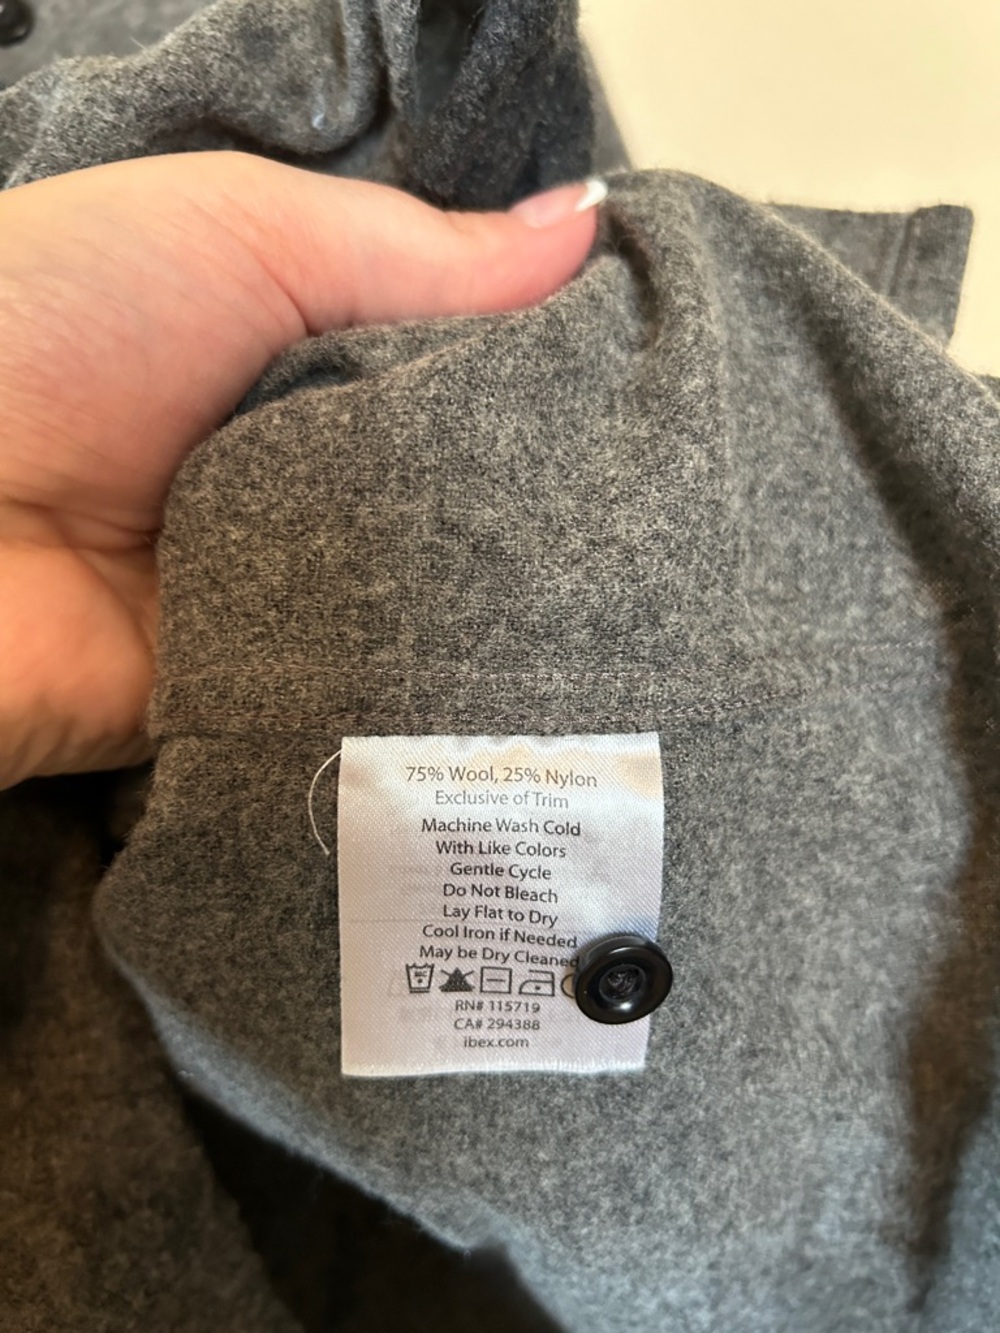 75% Wool, 25% Nylon
Exclusive of Trim
Machine Wash Cold
With Like Colors
Gentle Cycle
Do Not Bleach
Lay Flat to Dry
Cool Iron if Needed
May be Dry Cleaned
RN# 115719
CA# 294388
ibex.com